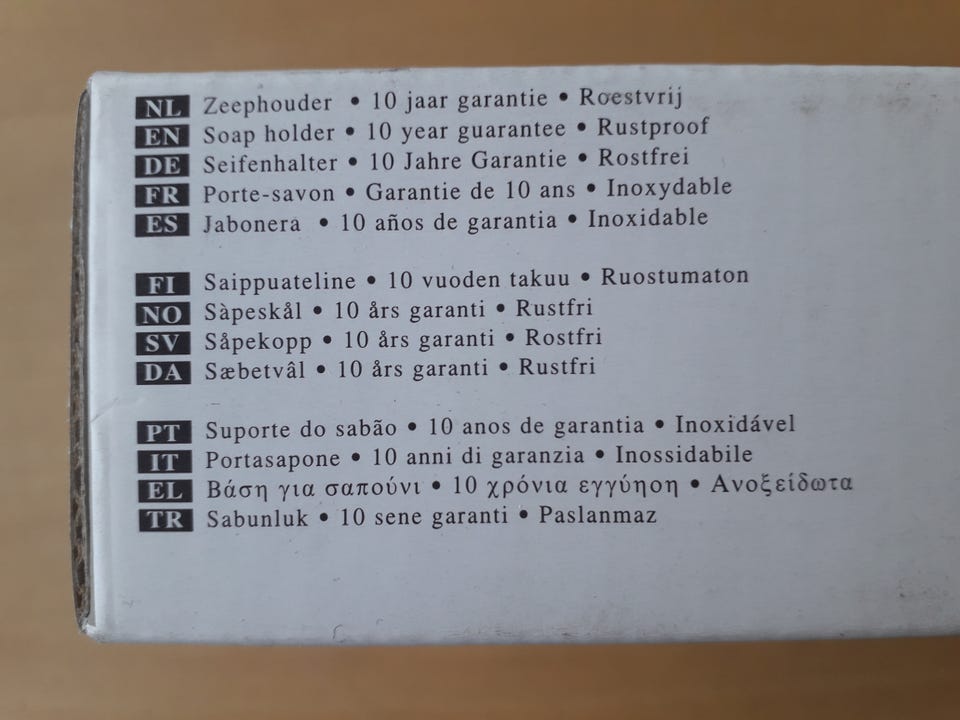 NL Zeephouder • 10 jaar garantie • Roestvrij
EN Soap holder • 10 year guarantee • Rustproof
DE Seifenhalter • 10 Jahre Garantie • Rostfrei
FR Porte-savon • Garantie de 10 ans • Inoxydable
ES Jabonera • 10 años de garantia • Inoxidable
FI Saippuateline • 10 vuoden takuu • Ruostumaton
NO Sàpeskål • 10 års garanti • Rustfri
SV Såpekopp • 10 års garanti • Rostfri
DA Sæbetvâl • 10 års garanti • Rustfri
PT Suporte do sabão • 10 anos de garantia • Inoxidável
IT Portasapone • 10 anni di garanzia • Inossidabile
EL Βάση για σαπούνι • 10 χρόνια εγγύηοη • Ανοξείδωτα
TR Sabunluk • 10 sene garanti • Paslanmaz